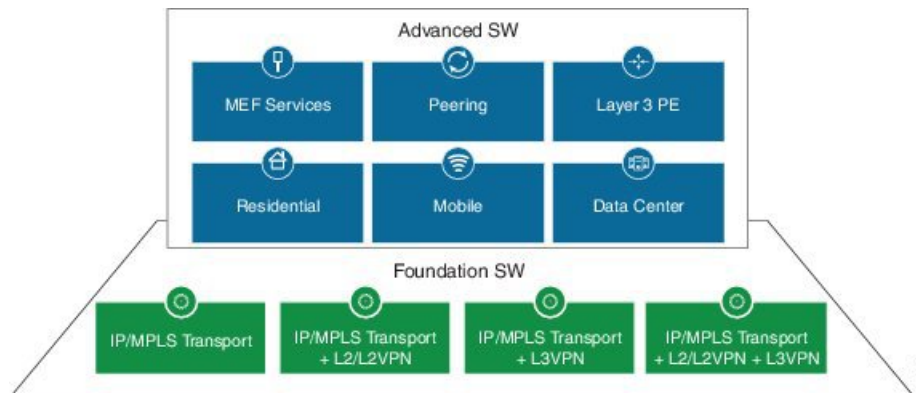 Advanced SW
MEF Services
Peering
Layer 3 PE
Residential
Mobile
Data Center
Foundation SW
IP/MPLS Transport
IP/MPLS Transport
+ L2/L2VPN
IP/MPLS Transport
+ L3VPN
IP/MPLS Transport
+ L2/L2VPN + L3VPN